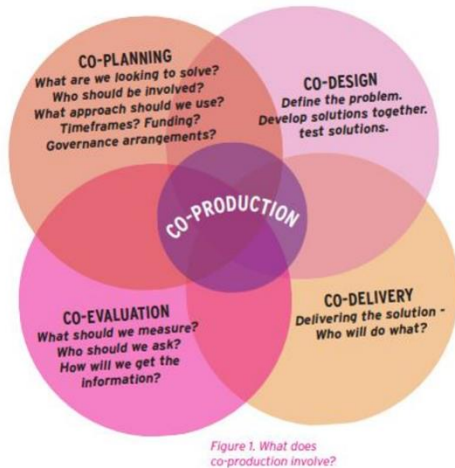 CO-PLANNING
What are we looking to solve?
Who should be involved?
What approach should we use?
Timeframes? Funding?
Governance arrangements?
CO-DESIGN
Define the problem.
Develop solutions together.
test solutions.
CO-PRODUCTION
CO-EVALUATION
What should we measure?
Who should we ask?
How will we get the
information?
CO-DELIVERY
Delivering the solution -
Who will do what?
Figure 1. What does
co-production involve?